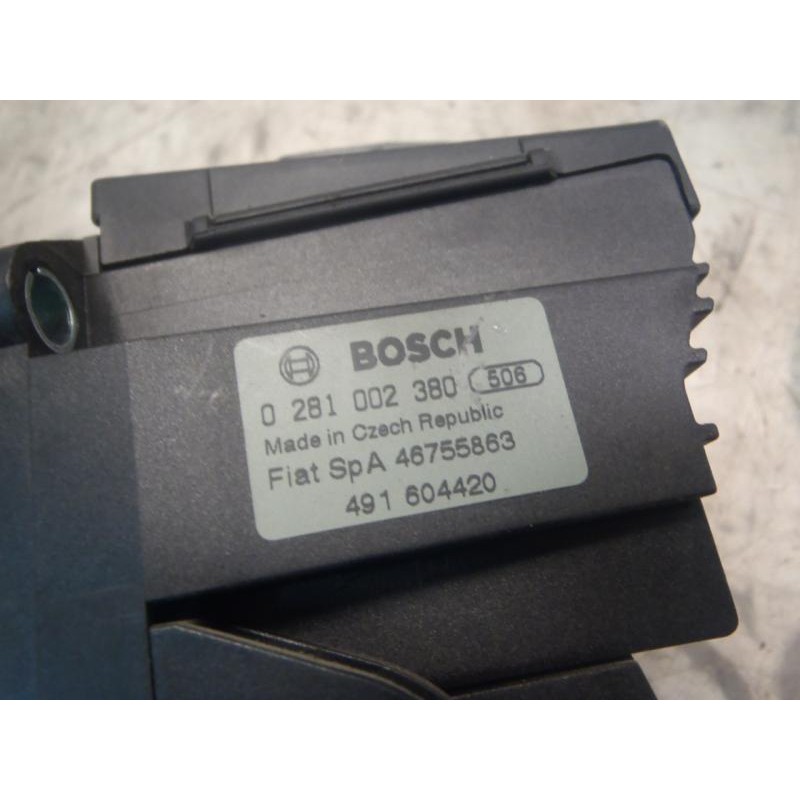 BOSCH
0 281 002 380 506
Made in Czech Republic
Fiat SpA 46755863
491 604420